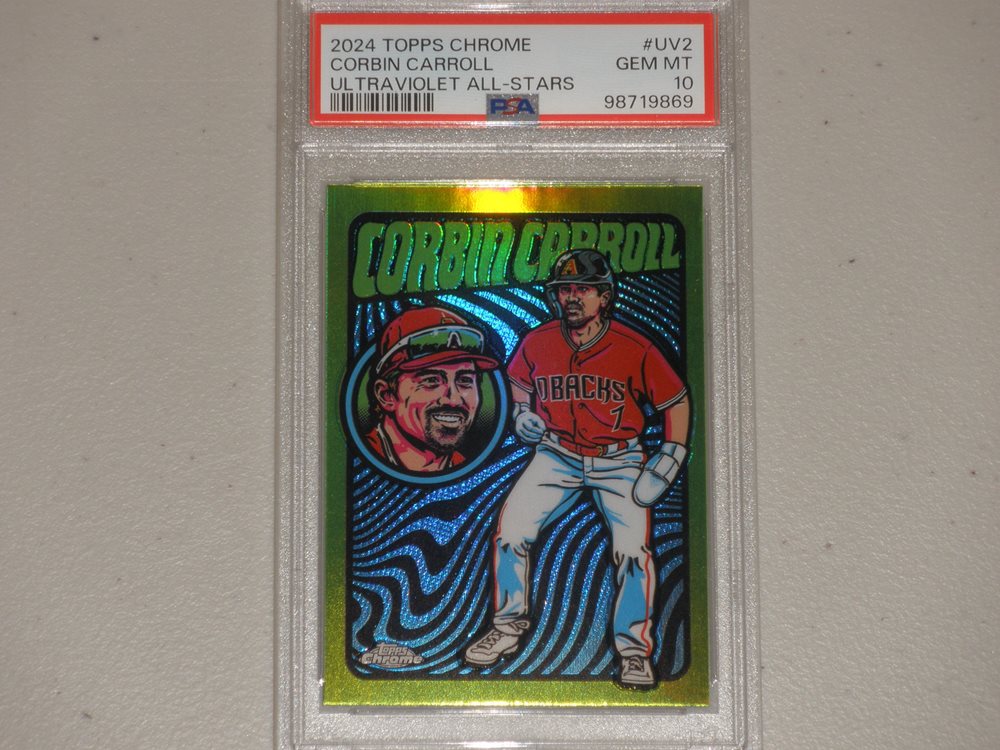 2024 TOPPS CHROME #UV2
CORBIN CARROLL GEM MT
ULTRAVIOLET ALL-STARS 10
PSA 98719869
CORBIN CARROLL
A
A
DBACKS
7
Topps
Chrome